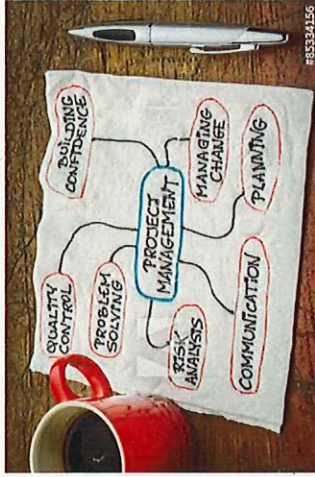 QUALITY
CONTROL
BUILDING
CONFIDENCE
PROBLEM
SOLVING
PROJECT
MANAGEMENT
RISK
ANALYSIS
MANAGING
CHANGE
COMMUNICATION
PLANNING
#85334156